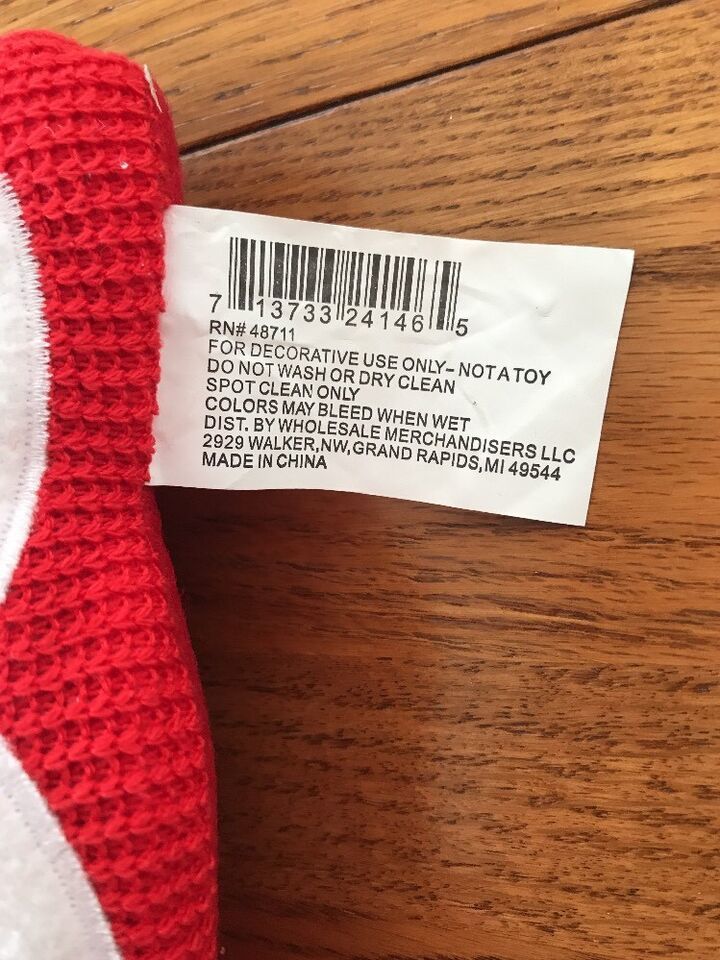 7 13733 24146 5
RN# 48711
FOR DECORATIVE USE ONLY- NOT A TOY
DO NOT WASH OR DRY CLEAN
SPOT CLEAN ONLY
COLORS MAY BLEED WHEN WET
DIST. BY WHOLESALE MERCHANDISERS LLC
2929 WALKER,NW,GRAND RAPIDS,MI 49544
MADE IN CHINA